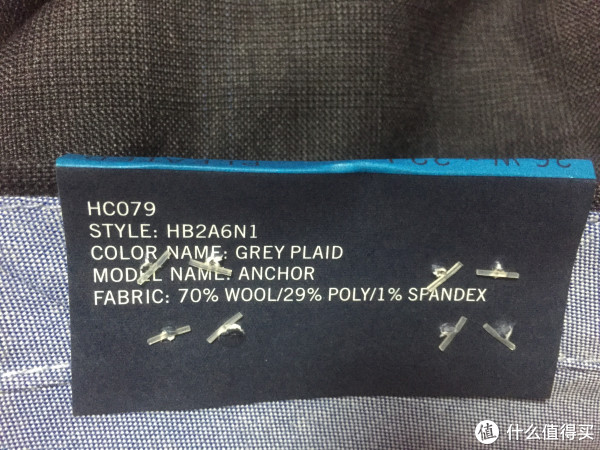 HC079
STYLE: HB2A6N1
COLOR NAME: GREY PLAID
MODEL NAME: ANCHOR
FABRIC: 70% WOOL/29% POLY/1% SPANDEX
值 什么值得买